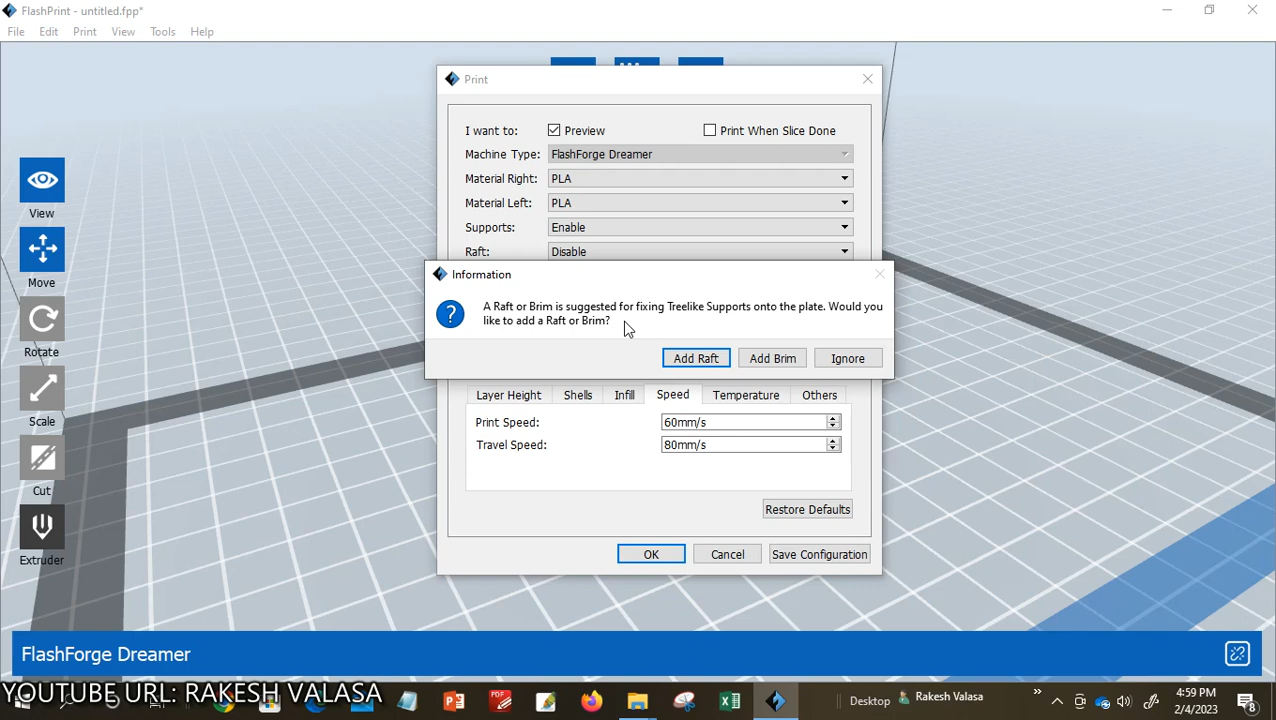 FlashPrint - untitled.fpp*
File Edit Print View Tools Help
Print
I want to: Preview Print When Slice Done
Machine Type: FlashForge Dreamer
Material Right: PLA
Material Left: PLA
Supports: Enable
Raft: Disable
Information
A Raft or Brim is suggested for fixing Treelike Supports onto the plate. Would you
like to add a Raft or Brim?
Add Raft Add Brim Ignore
Layer Height Shells Infill Speed Temperature Others
Print Speed: 60mm/s
Travel Speed: 80mm/s
Restore Defaults
OK Cancel Save Configuration
View
Move
Rotate
Scale
Cut
Extruder
FlashForge Dreamer
YOUTUBE URL: RAKESH VALASA
Desktop
Rakesh Valasa
4:59 PM
2/4/2023
8